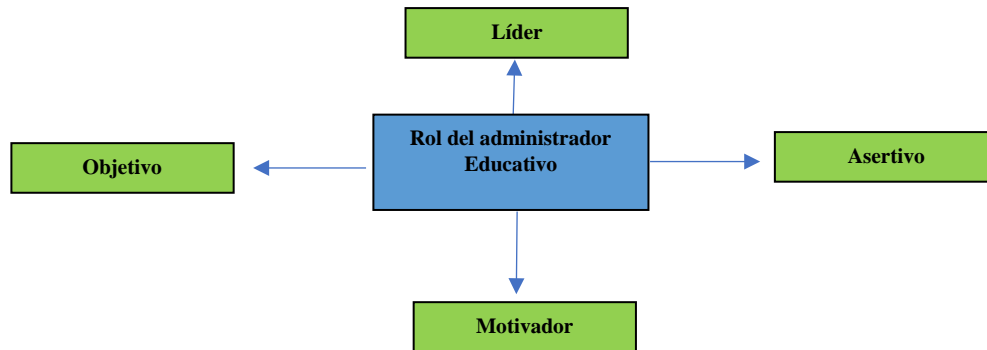 Líder
Rol del administrador
Educativo
Objetivo
Asertivo
Motivador